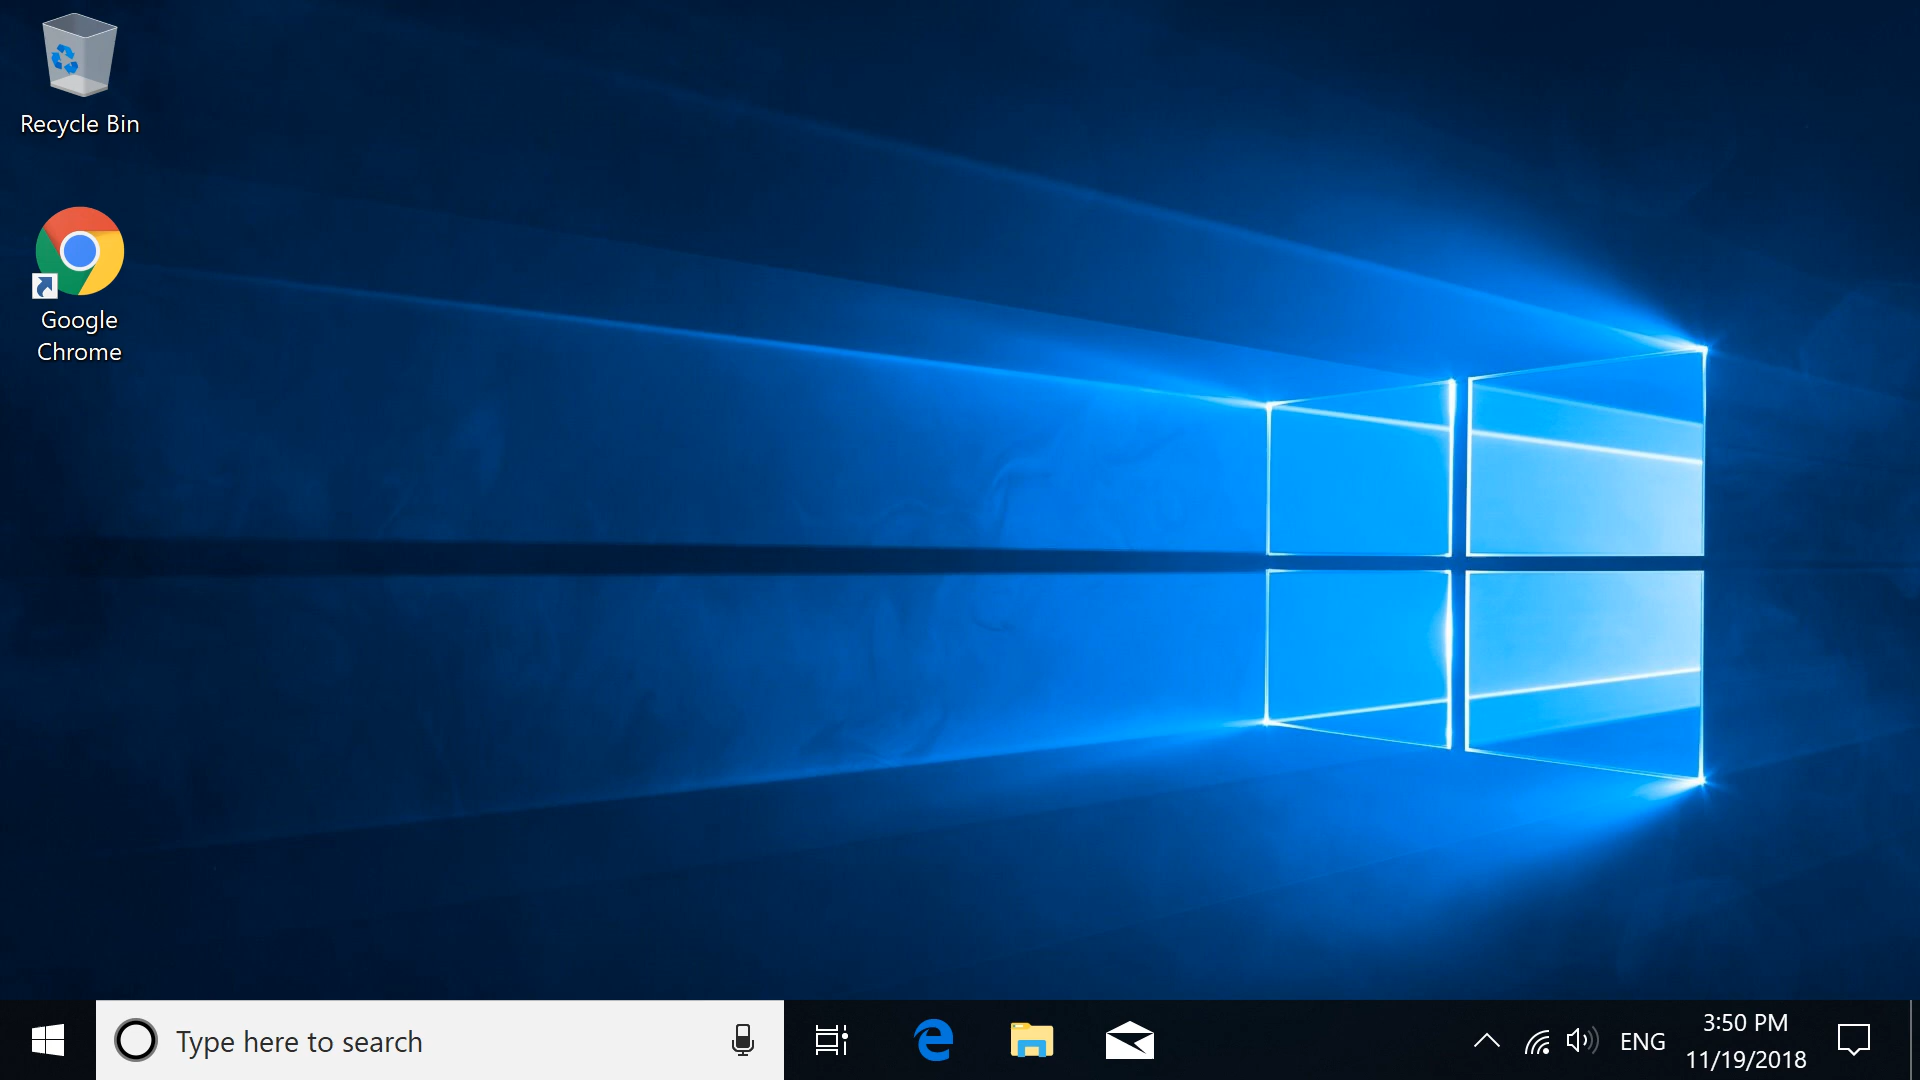 Recycle Bin
Google
Chrome
Type here to search
ENG
3:50 PM
11/19/2018